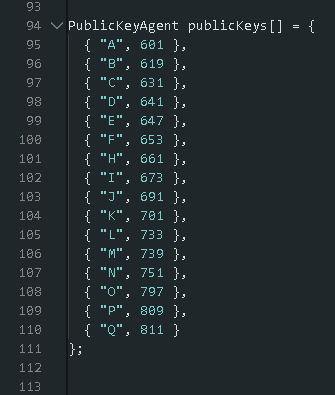 93
94 PublicKeyAgent publicKeys[] = {
95 { "A", 601 },
96 { "B", 619 },
97 { "C", 631 },
98 { "D", 641 },
99 { "E", 647 },
100 { "F", 653 },
101 { "H", 661 },
102 { "I", 673 },
103 { "J", 691 },
104 { "K", 701 },
105 { "L", 733 },
106 { "M", 739 },
107 { "N", 751 },
108 { "O", 797 },
109 { "P", 809 },
110 { "Q", 811 }
111 };
112
113